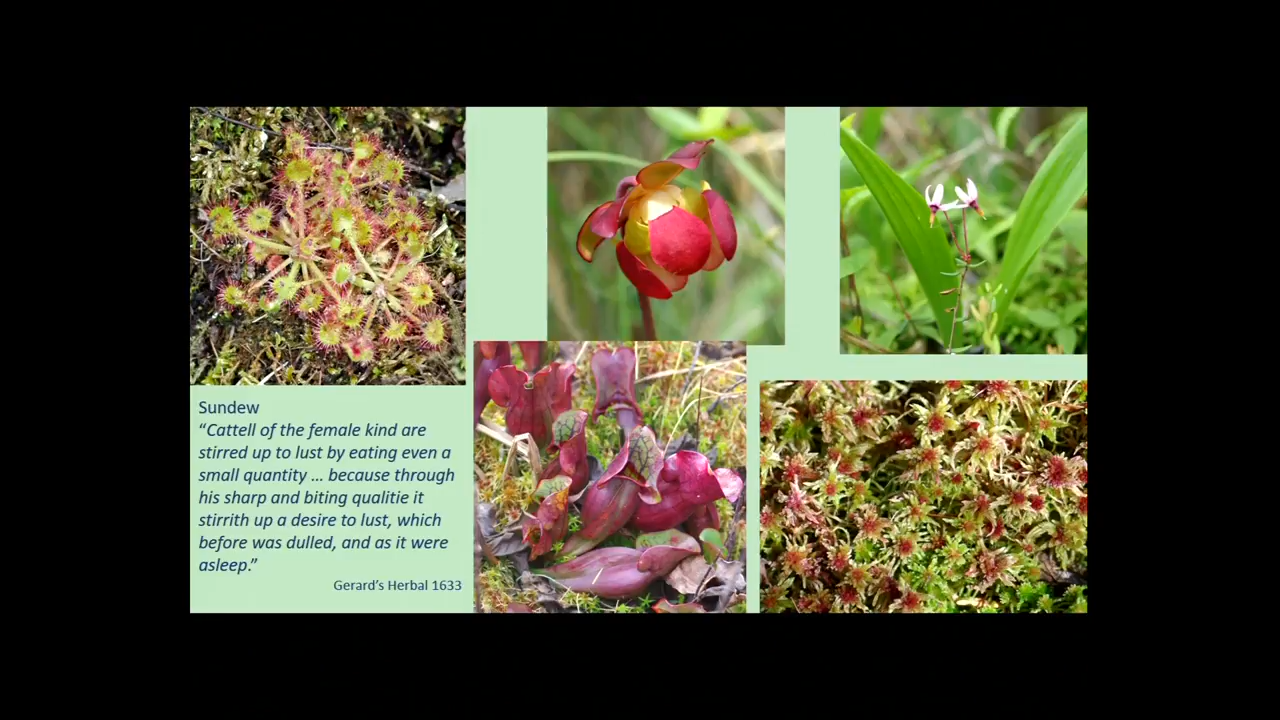 Sundew
“Cattell of the female kind are
stirred up to lust by eating even a
small quantity ... because through
his sharp and biting qualitie it
stirrith up a desire to lust, which
before was dulled, and as it were
asleep.”
Gerard’s Herbal 1633